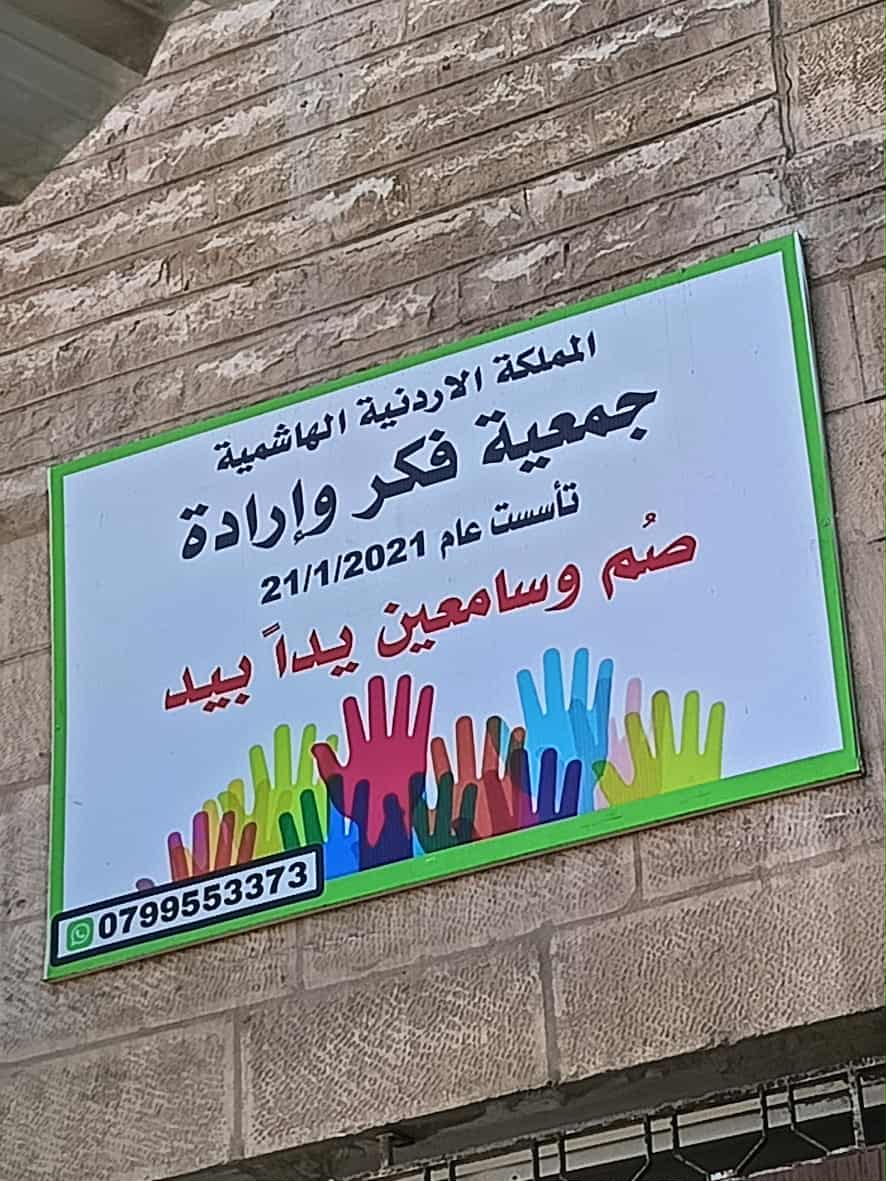 المملكة الاردنية الهاشمية
جمعية فكر وإرادة
تأسست عام 21/1/2021
صُم وسامعين يداً بيد
0799553373